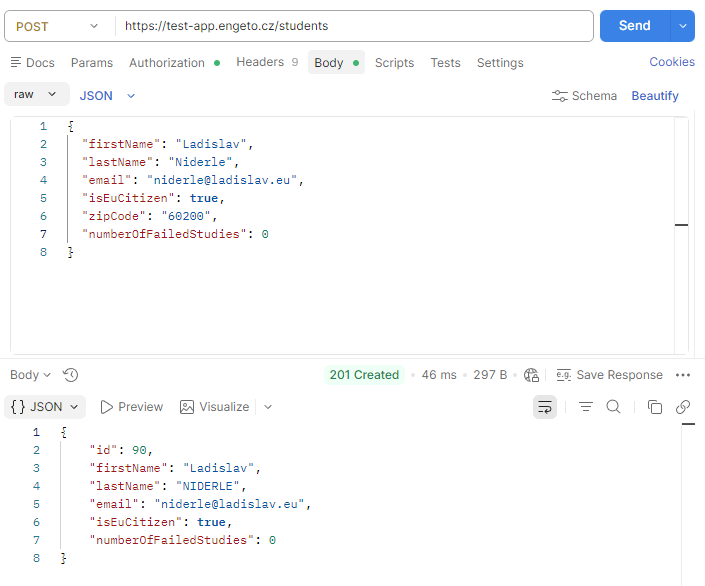 POST https://test-app.engeto.cz/students Send
Docs Params Authorization Headers 9 Body Scripts Tests Settings Cookies
raw JSON Schema Beautify
1 {
2 "firstName": "Ladislav",
3 "lastName": "Niderle",
4 "email": "niderle@ladislav.eu",
5 "isEuCitizen": true,
6 "zipCode": "60200",
7 "numberOfFailedStudies": 0
8 }
Body 201 Created • 46 ms • 297 B e.g. Save Response
{} JSON Preview Visualize
1 {
2 "id": 90,
3 "firstName": "Ladislav",
4 "lastName": "NIDERLE",
5 "email": "niderle@ladislav.eu",
6 "isEuCitizen": true,
7 "numberOfFailedStudies": 0
8 }